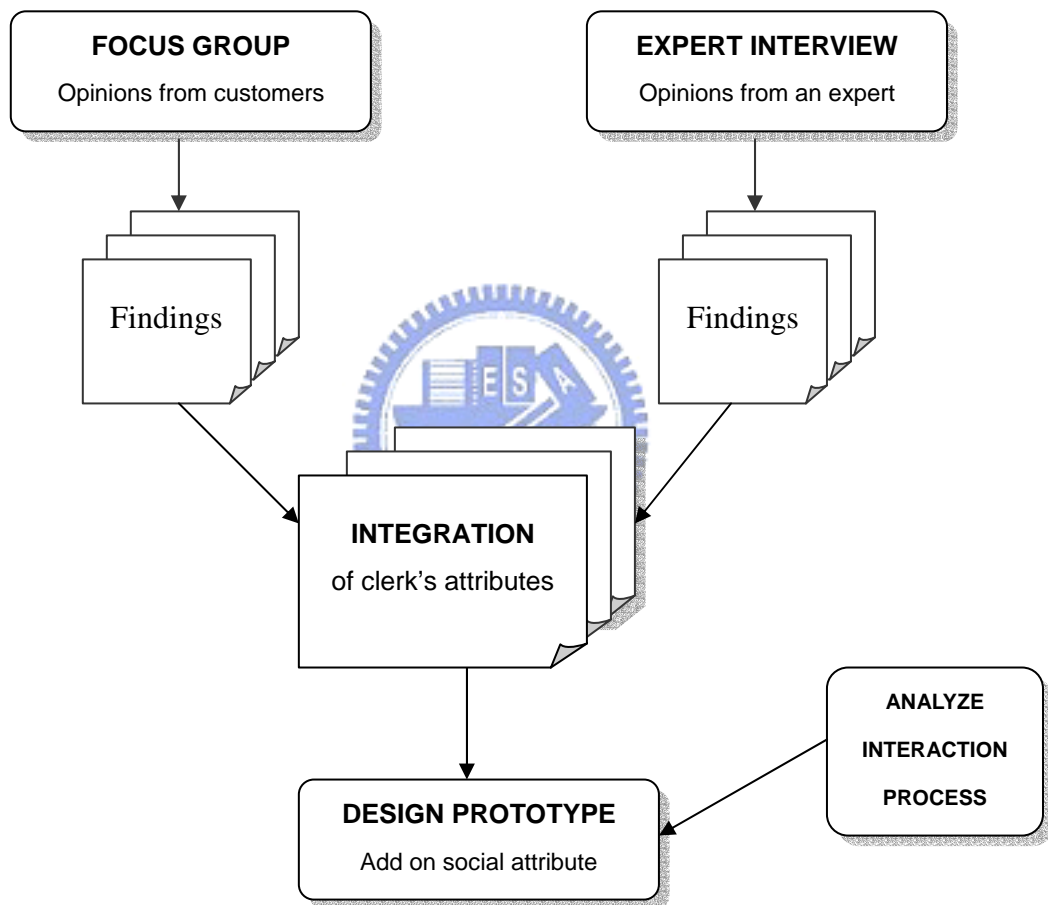 FOCUS GROUP
Opinions from customers
EXPERT INTERVIEW
Opinions from an expert
Findings
Findings
E S A
INTEGRATION
of clerk's attributes
ANALYZE
INTERACTION
PROCESS
DESIGN PROTOTYPE
Add on social attribute